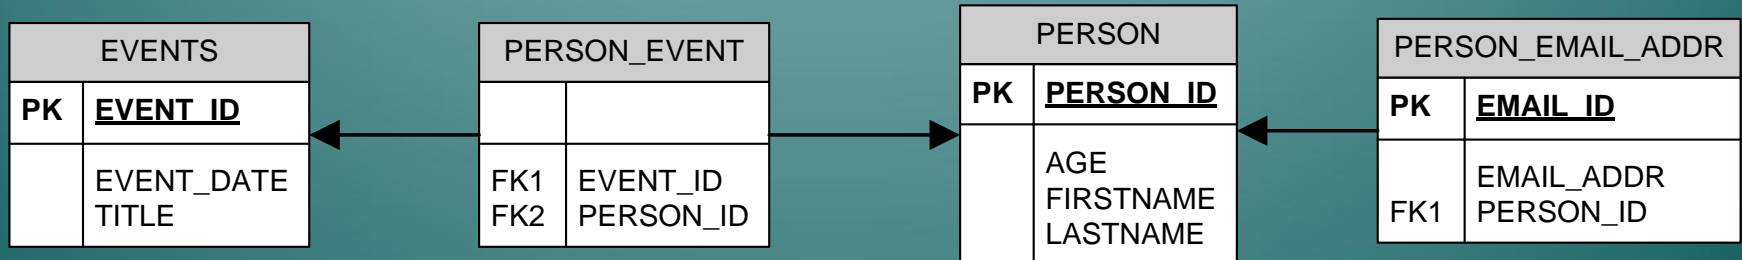 EVENTS
PK EVENT_ID
EVENT_DATE
TITLE
PERSON_EVENT
FK1 EVENT_ID
FK2 PERSON_ID
PERSON
PK PERSON_ID
AGE
FIRSTNAME
LASTNAME
PERSON_EMAIL_ADDR
PK EMAIL_ID
EMAIL_ADDR
FK1 PERSON_ID